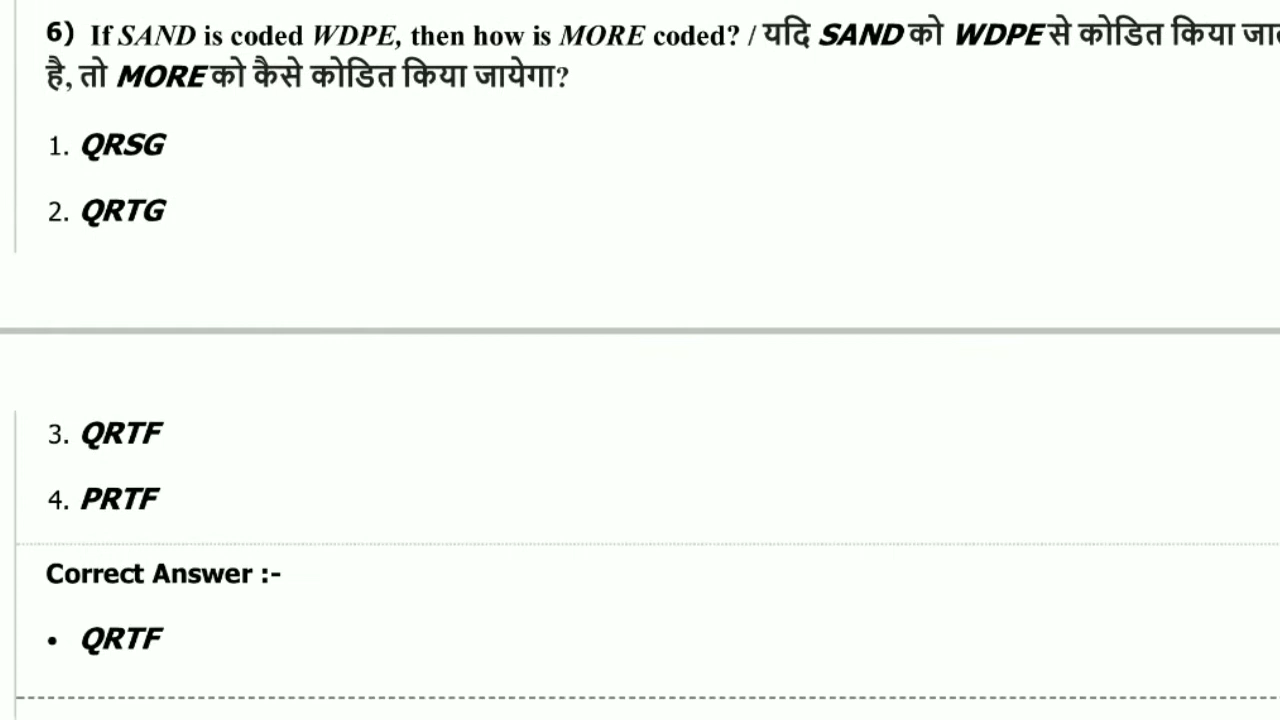 6) If SAND is coded WDPE, then how is MORE coded? / यदि SAND को WDPE से कोडित किया
है, तो MORE को कैसे कोडित किया जायेगा?
1. QRSG
2. QRTG
3. QRTF
4. PRTF
Correct Answer :-
• QRTF